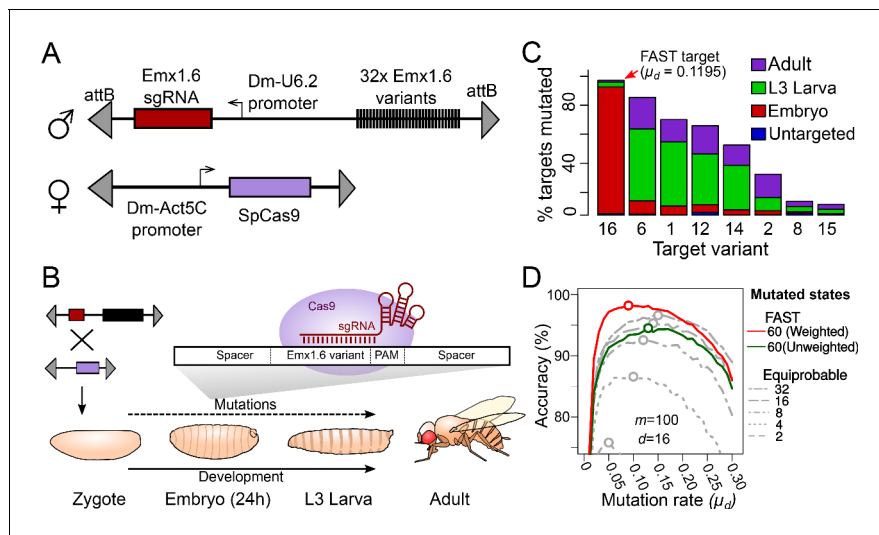 A
attB
Emx1.6
sgRNA
Dm-U6.2
promoter
32x Emx1.6
variants
attB
♂
♀
Dm-Act5C
promoter
SpCas9
B
Cas9
sgRNA
Spacer
Emx1.6 variant
PAM
Spacer
Mutations
Development
Zygote
Embryo (24h)
L3 Larva
Adult
C
FAST target
(μd = 0.1195)
Adult
L3 Larva
Embryo
Untargeted
% targets mutated
80
40
0
16 6 1 12 14 2 8 15
Target variant
D
Accuracy (%)
100
90
80
m=100
d=16
0 0.05 0.10 0.15 0.20 0.25 0.30
Mutation rate (μd)
Mutated states
FAST
60 (Weighted)
60(Unweighted)
Equiprobable
32
16
8
4
2